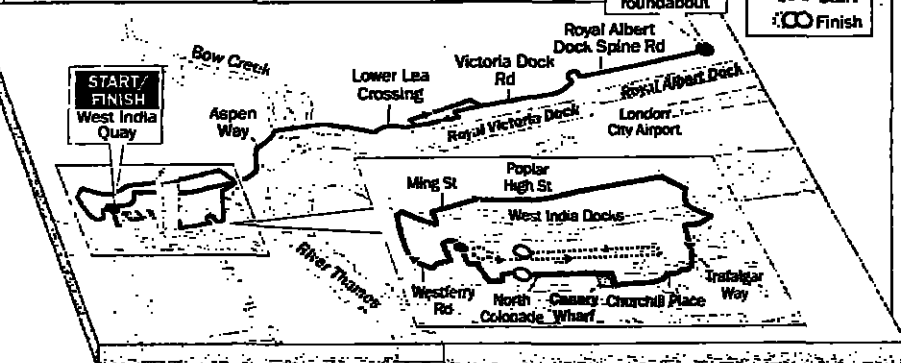 roundabout
Finish
Royal Albert
Dock Spine Rd
Bow Creek
Victoria Dock
Rd
Lower Lea
Crossing
START/
FINISH
West India
Quay
Aspen
Way
Royal Albert Dock
Royal Victoria Dock
London
City Airport
Poplar
High St
Ming St
West India Docks
River Thames
Westferry
Rd
North
Colonade
Canary
Wharf
Churchill Place
Trafalgar
Way